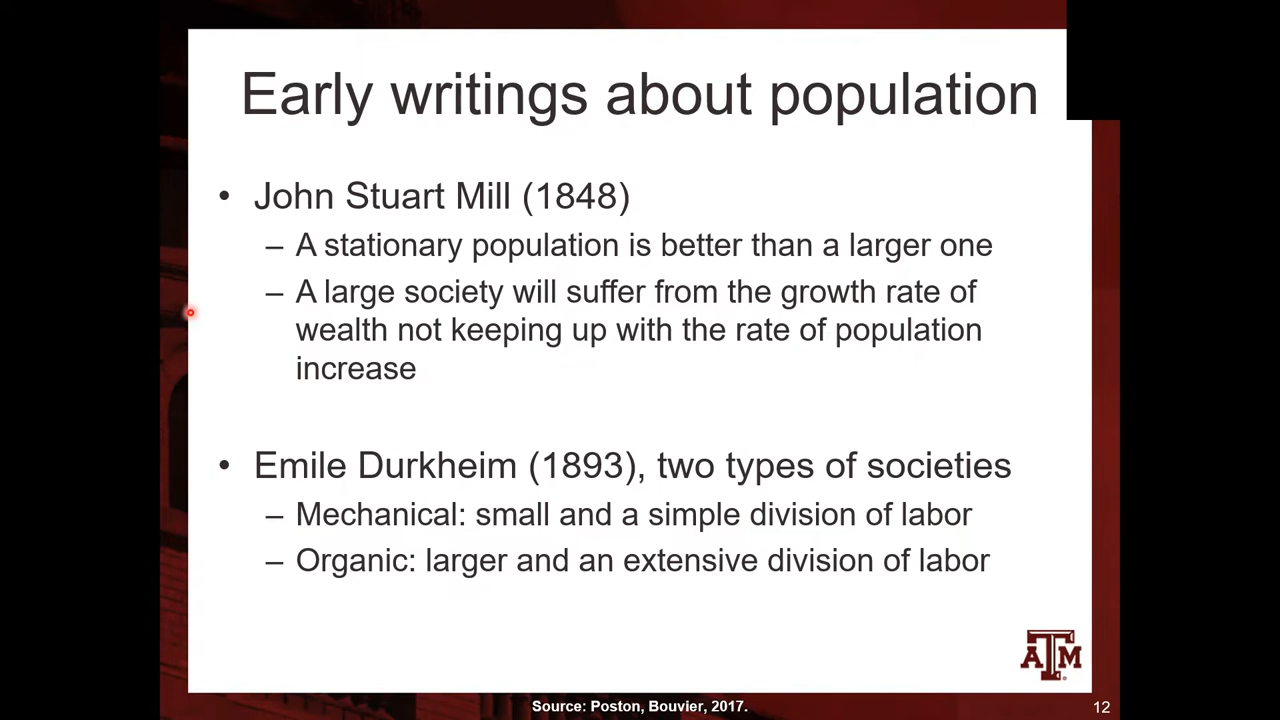 Early writings about population
• John Stuart Mill (1848)
– A stationary population is better than a larger one
– A large society will suffer from the growth rate of
wealth not keeping up with the rate of population
increase
• Emile Durkheim (1893), two types of societies
– Mechanical: small and a simple division of labor
– Organic: larger and an extensive division of labor
ATM
Source: Poston, Bouvier, 2017.
12